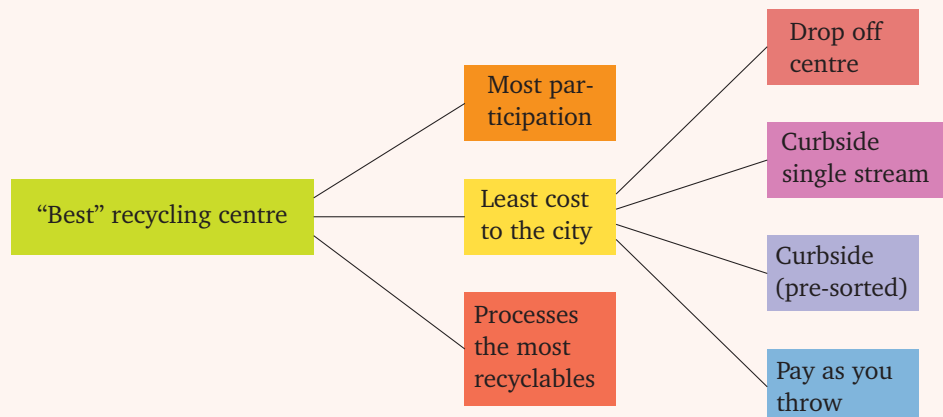 “Best” recycling centre
Most par-
ticipation
Least cost
to the city
Processes
the most
recyclables
Drop off
centre
Curbside
single stream
Curbside
(pre-sorted)
Pay as you
throw